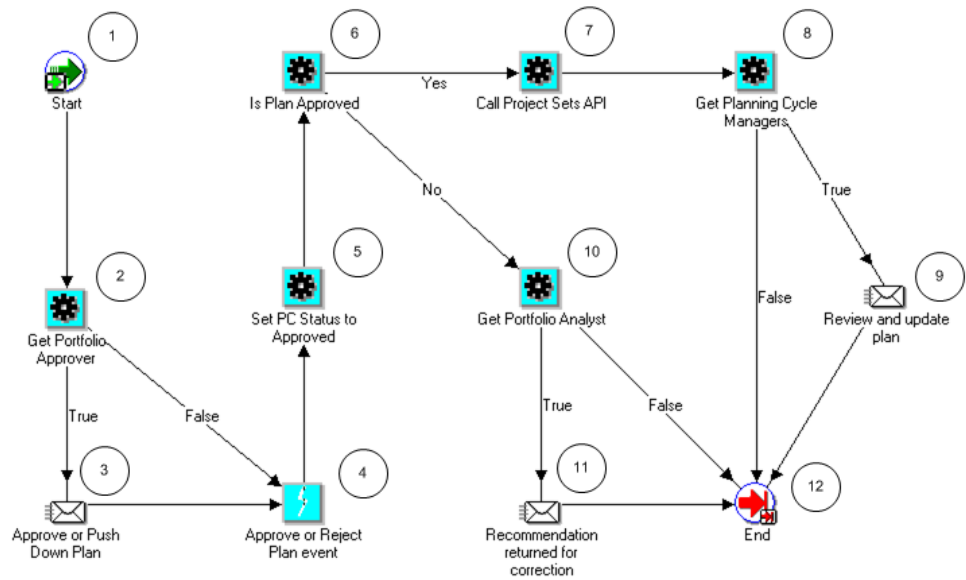 1
Start
6
Is Plan Approved
Yes
7
Call Project Sets API
8
Get Planning Cycle
Managers
No
True
2
Get Portfolio
Approver
5
Set PC Status to
Approved
10
Get Portfolio Analyst
False
9
Review and update
plan
True
False
True
False
3
Approve or Push
Down Plan
4
Approve or Reject
Plan event
11
Recommendation
returned for
correction
12
End